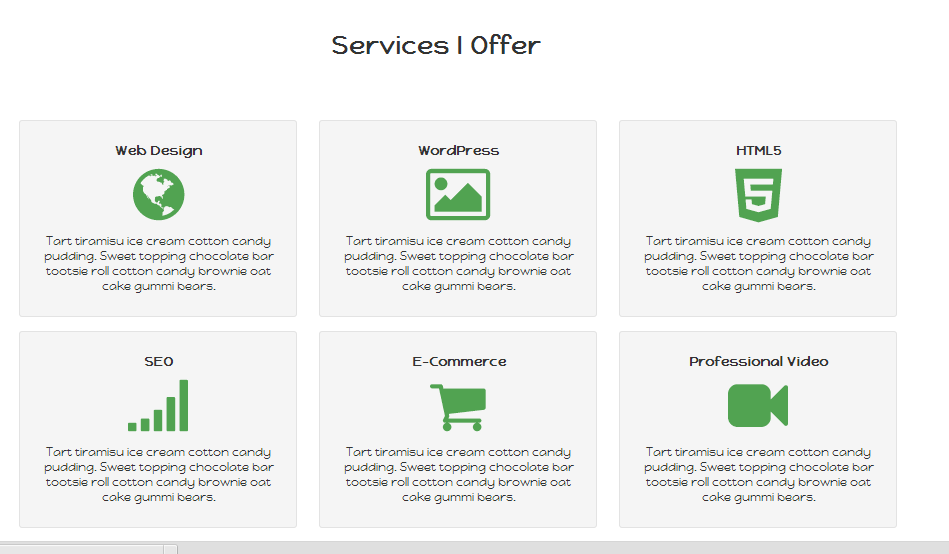 Services I Offer
Web Design
Tart tiramisu ice cream cotton candy
pudding. Sweet topping chocolate bar
tootsie roll cotton candy brownie oat
cake gummi bears.
WordPress
Tart tiramisu ice cream cotton candy
pudding. Sweet topping chocolate bar
tootsie roll cotton candy brownie oat
cake gummi bears.
HTML5
5
Tart tiramisu ice cream cotton candy
pudding. Sweet topping chocolate bar
tootsie roll cotton candy brownie oat
cake gummi bears.
SEO
Tart tiramisu ice cream cotton candy
pudding. Sweet topping chocolate bar
tootsie roll cotton candy brownie oat
cake gummi bears.
E-Commerce
Tart tiramisu ice cream cotton candy
pudding. Sweet topping chocolate bar
tootsie roll cotton candy brownie oat
cake gummi bears.
Professional Video
Tart tiramisu ice cream cotton candy
pudding. Sweet topping chocolate bar
tootsie roll cotton candy brownie oat
cake gummi bears.